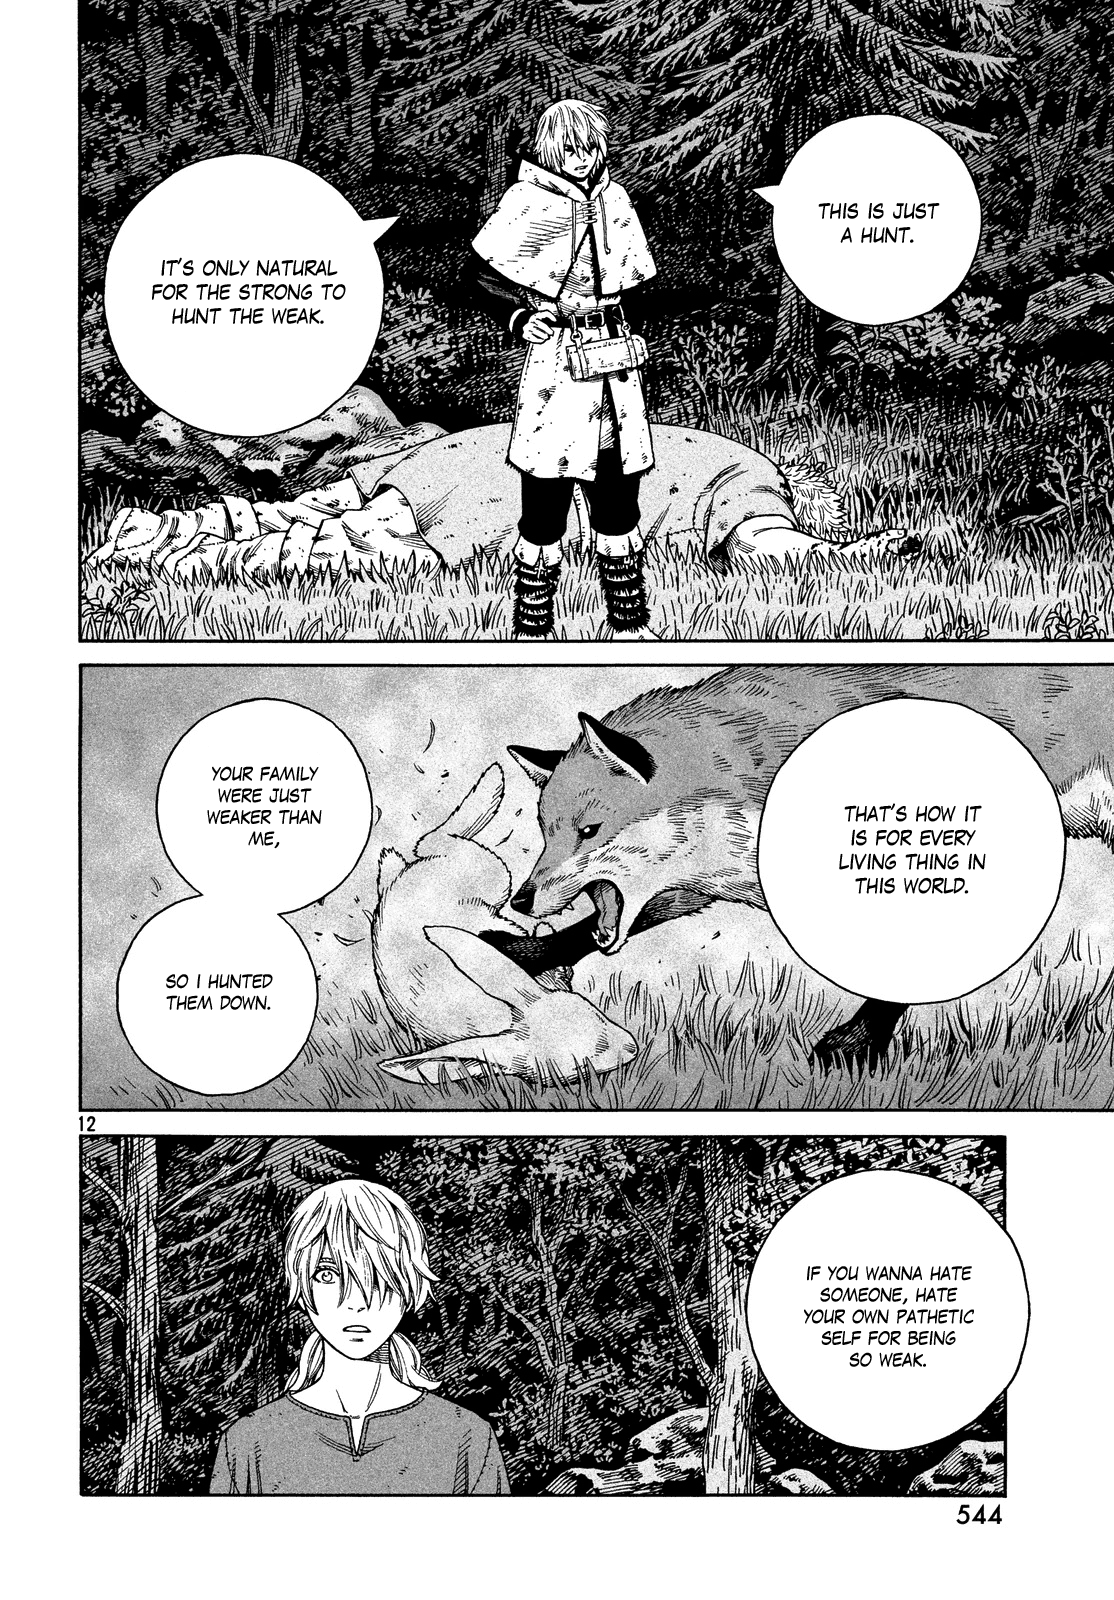 THIS IS JUST
A HUNT.
IT'S ONLY NATURAL
FOR THE STRONG TO
HUNT THE WEAK.
THAT'S HOW IT
IS FOR EVERY
LIVING THING IN
THIS WORLD.
YOUR FAMILY
WERE JUST
WEAKER THAN
ME,
SO I HUNTED
THEM DOWN.
12
IF YOU WANNA HATE
SOMEONE, HATE
YOUR OWN PATHETIC
SELF FOR BEING
SO WEAK.
544